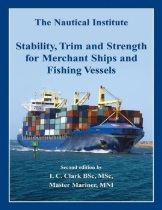 The Nautical Institute
Stability, Trim and Strength
for Merchant Ships and
Fishing Vessels
Second edition by
I. C. Clark BSc, MSc,
Master Mariner, MNI